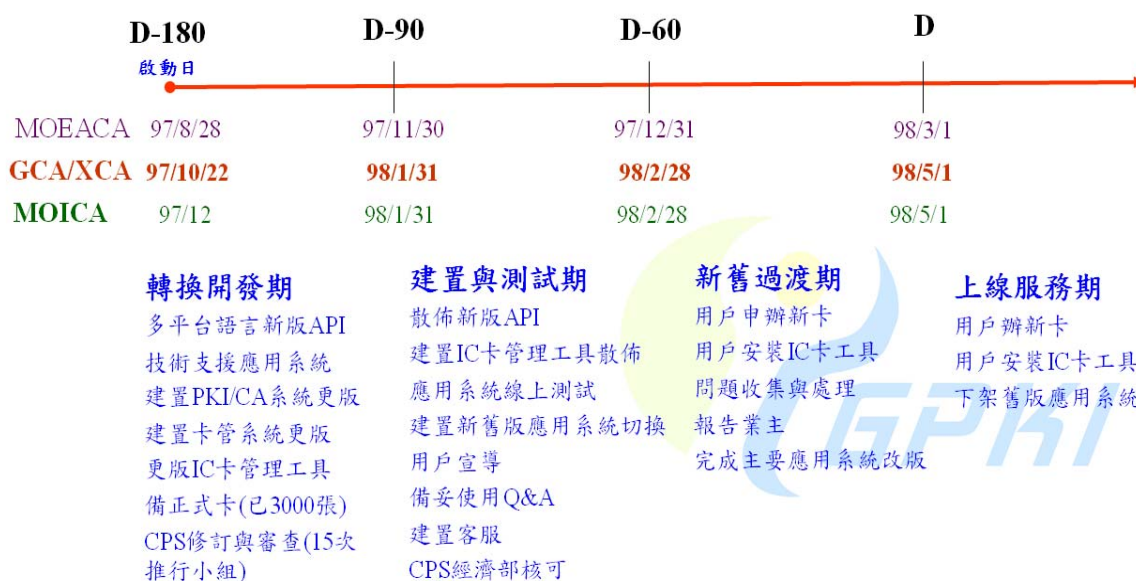 D-180 D-90 D-60 D
啟動日
MOEACA 97/8/28 97/11/30 97/12/31 98/3/1
GCA/XCA 97/10/22 98/1/31 98/2/28 98/5/1
MOICA 97/12 98/1/31 98/2/28 98/5/1
轉換開發期
多平台語言新版API
技術支援應用系統
建置PKI/CA系統更版
建置卡管系統更版
更版IC卡管理工具
備正式卡(已3000張)
CPS修訂與審查(15次
推行小組)
建置與測試期
散佈新版API
建置IC卡管理工具散佈
應用系統線上測試
建置新舊版應用系統切換
用戶宣導
備妥使用Q&A
建置客服
CPS經濟部核可
新舊過渡期
用戶申辦新卡
用戶安裝IC卡工具
問題收集與處理
報告業主
完成主要應用系統改版
上線服務期
用戶辦新卡
用戶安裝IC卡工具
下架舊版應用系統
GPKI